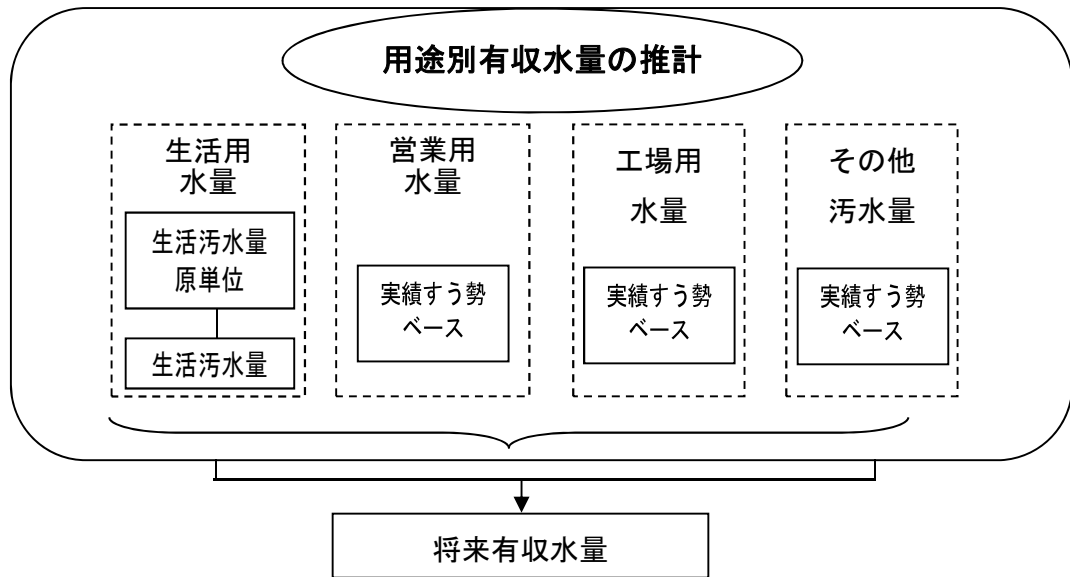 用途別有収水量の推計
生活用
水量
生活汚水量
原単位
生活汚水量
営業用
水量
実績すう勢
ベース
工場用
水量
実績すう勢
ベース
その他
汚水量
実績すう勢
ベース
将来有収水量